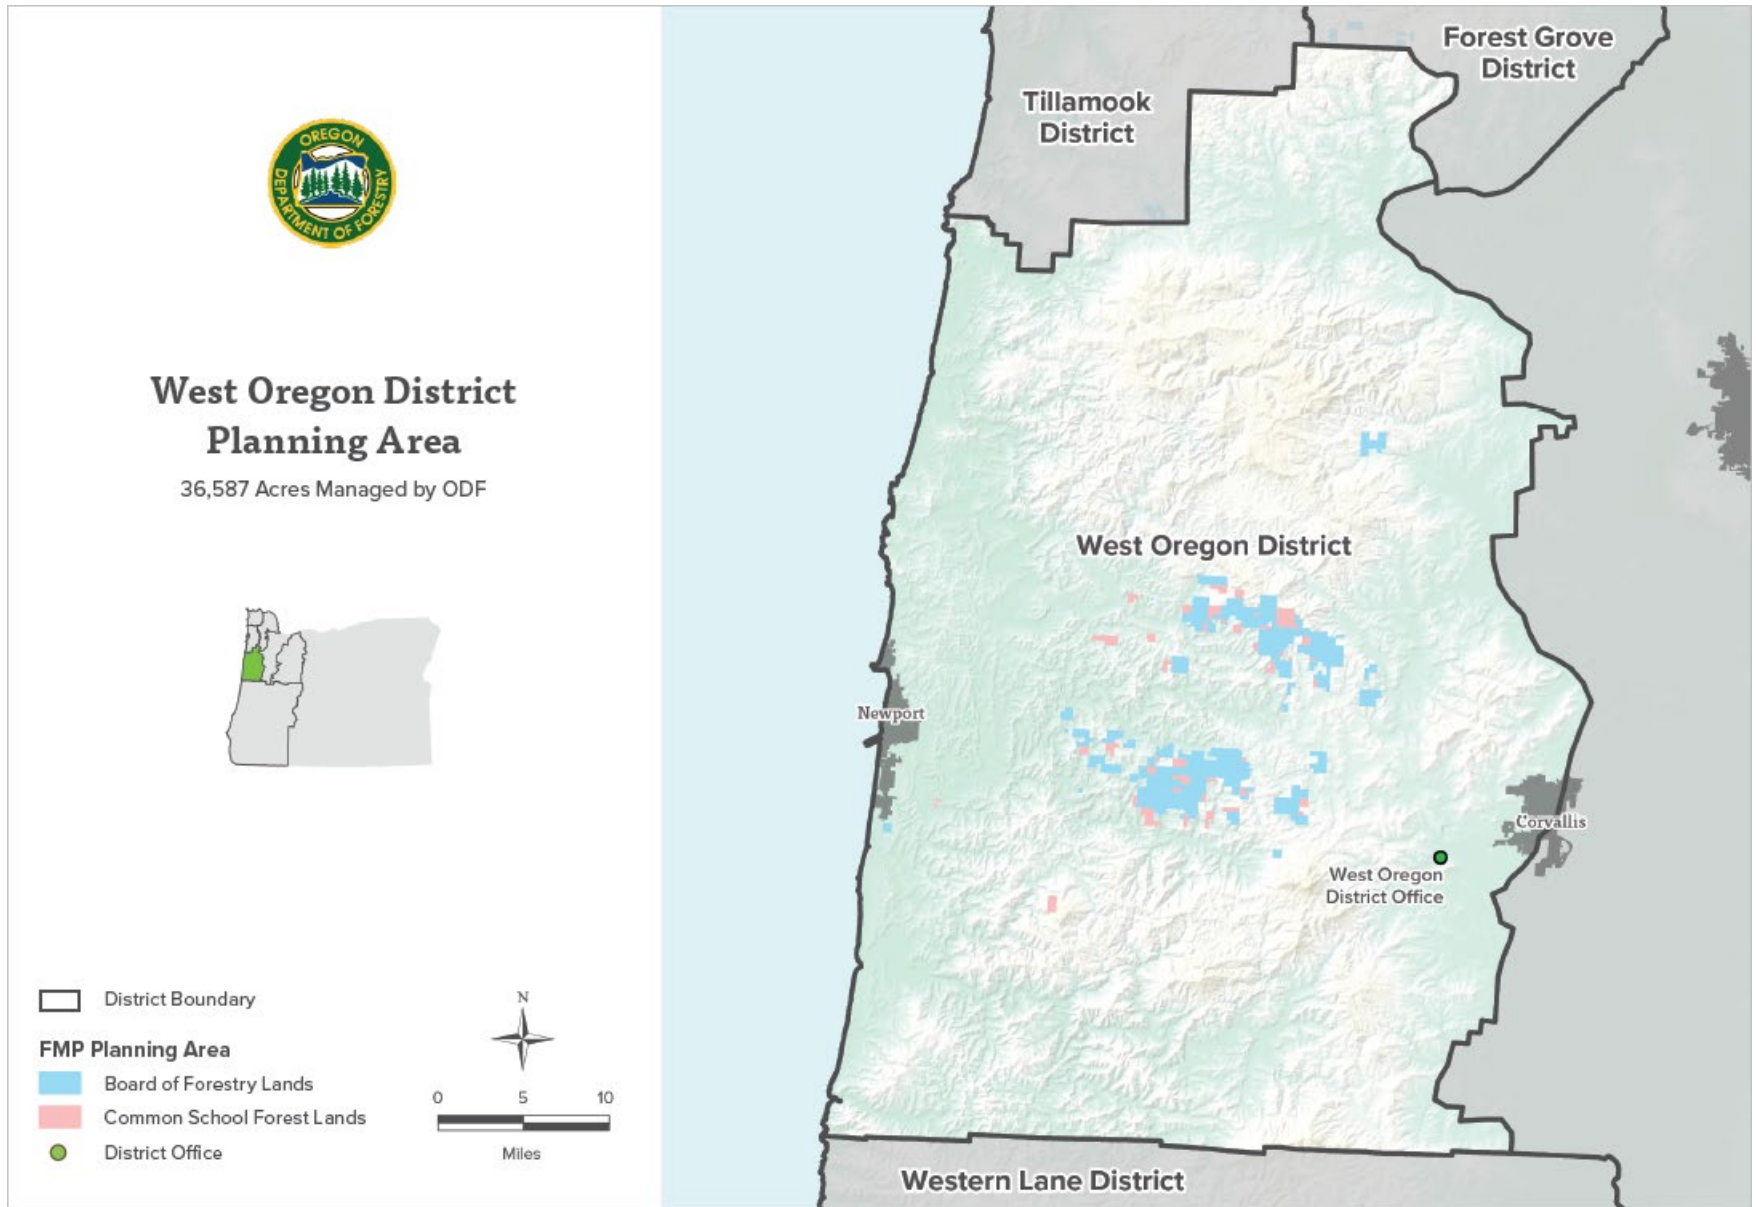 OREGON
DEPARTMENT OF FORESTRY
West Oregon District
Planning Area
36,587 Acres Managed by ODF
District Boundary
FMP Planning Area
Board of Forestry Lands
Common School Forest Lands
District Office
N
0 5 10
Miles
Forest Grove
District
Tillamook
District
West Oregon District
Newport
Corvallis
West Oregon
District Office
Western Lane District